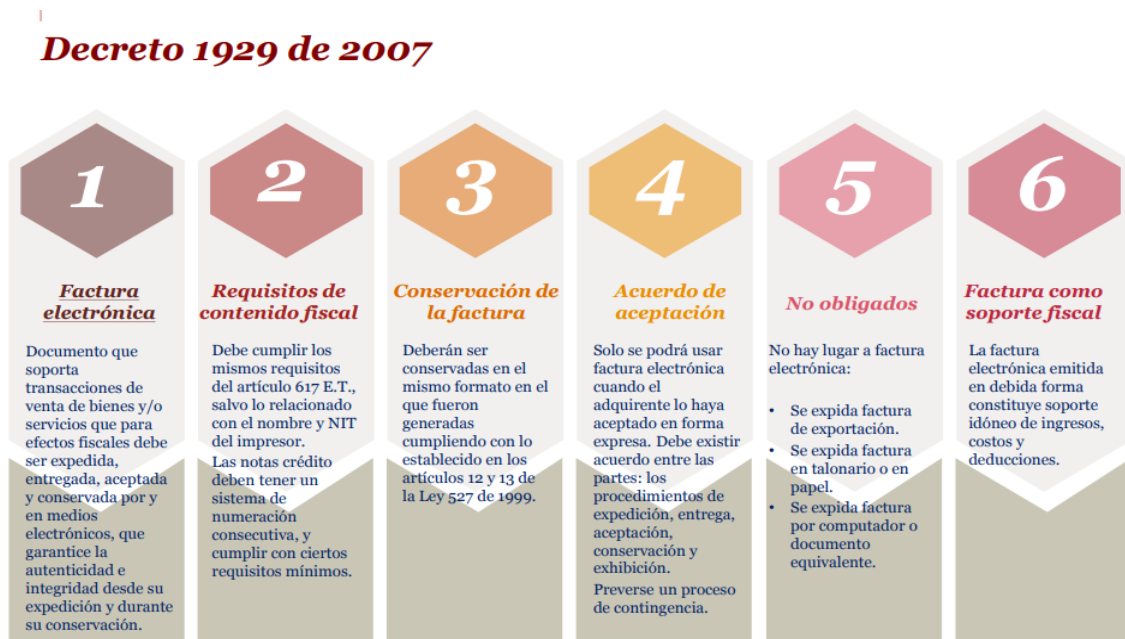 Decreto 1929 de 2007
1
Factura
electrónica
Documento que
soporta
transacciones de
venta de bienes y/o
servicios que para
efectos fiscales debe
ser expedida,
entregada, aceptada
y conservada por y
en medios
electrónicos, que
garantice la
autenticidad e
integridad desde su
expedición y durante
su conservación.
2
Requisitos de
contenido fiscal
Debe cumplir los
mismos requisitos
del artículo 617 E.T.,
salvo lo relacionado
con el nombre y NIT
del impresor.
Las notas crédito
deben tener un
sistema de
numeración
consecutiva, y
cumplir con ciertos
requisitos mínimos.
3
Conservación de
la factura
Deberán ser
conservadas en el
mismo formato en el
que fueron
generadas
cumpliendo con lo
establecido en los
artículos 12 y 13 de
la Ley 527 de 1999.
4
Acuerdo de
aceptación
Solo se podrá usar
factura electrónica
cuando el
adquirente lo haya
aceptado en forma
expresa. Debe existir
acuerdo entre las
partes: los
procedimientos de
expedición, entrega,
aceptación,
conservación y
exhibición.
Preverse un proceso
de contingencia.
5
No obligados
No hay lugar a factura
electrónica:
• Se expida factura
de exportación.
• Se expida factura
en talonario o en
papel.
• Se expida factura
por computador o
documento
equivalente.
6
Factura como
soporte fiscal
La factura
electrónica emitida
en debida forma
constituye soporte
idóneo de ingresos,
costos y
deducciones.